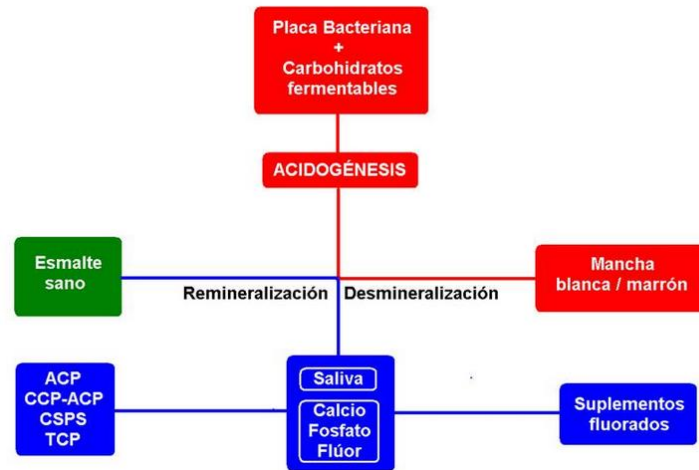 Placa Bacteriana
+
Carbohidratos
fermentables
ACIDOGÉNESIS
Esmalte
sano
Remineralización
Desmineralización
Mancha
blanca / marrón
ACP
CCP-ACP
CSPS
TCP
Saliva
Calcio
Fosfato
Flúor
Suplementos
fluorados